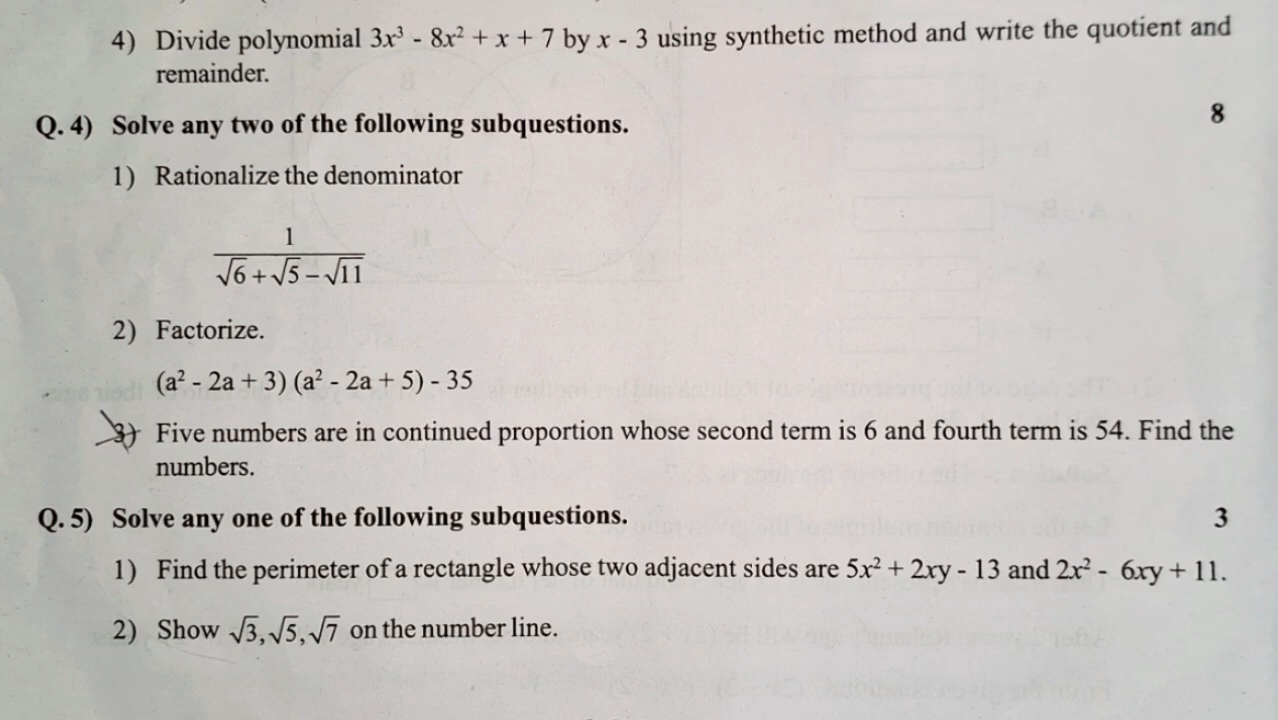 4) Divide polynomial 3x³ - 8x² + x + 7 by x - 3 using synthetic method and write the quotient and
remainder.
Q. 4) Solve any two of the following subquestions. 8
1) Rationalize the denominator
1
√6 + √5 – √11
2) Factorize.
(a² - 2a + 3) (a² - 2a + 5) - 35
3) Five numbers are in continued proportion whose second term is 6 and fourth term is 54. Find the
numbers.
Q. 5) Solve any one of the following subquestions. 3
1) Find the perimeter of a rectangle whose two adjacent sides are 5x² + 2xy - 13 and 2x² - 6xy + 11.
2) Show √3, √5, √7 on the number line.